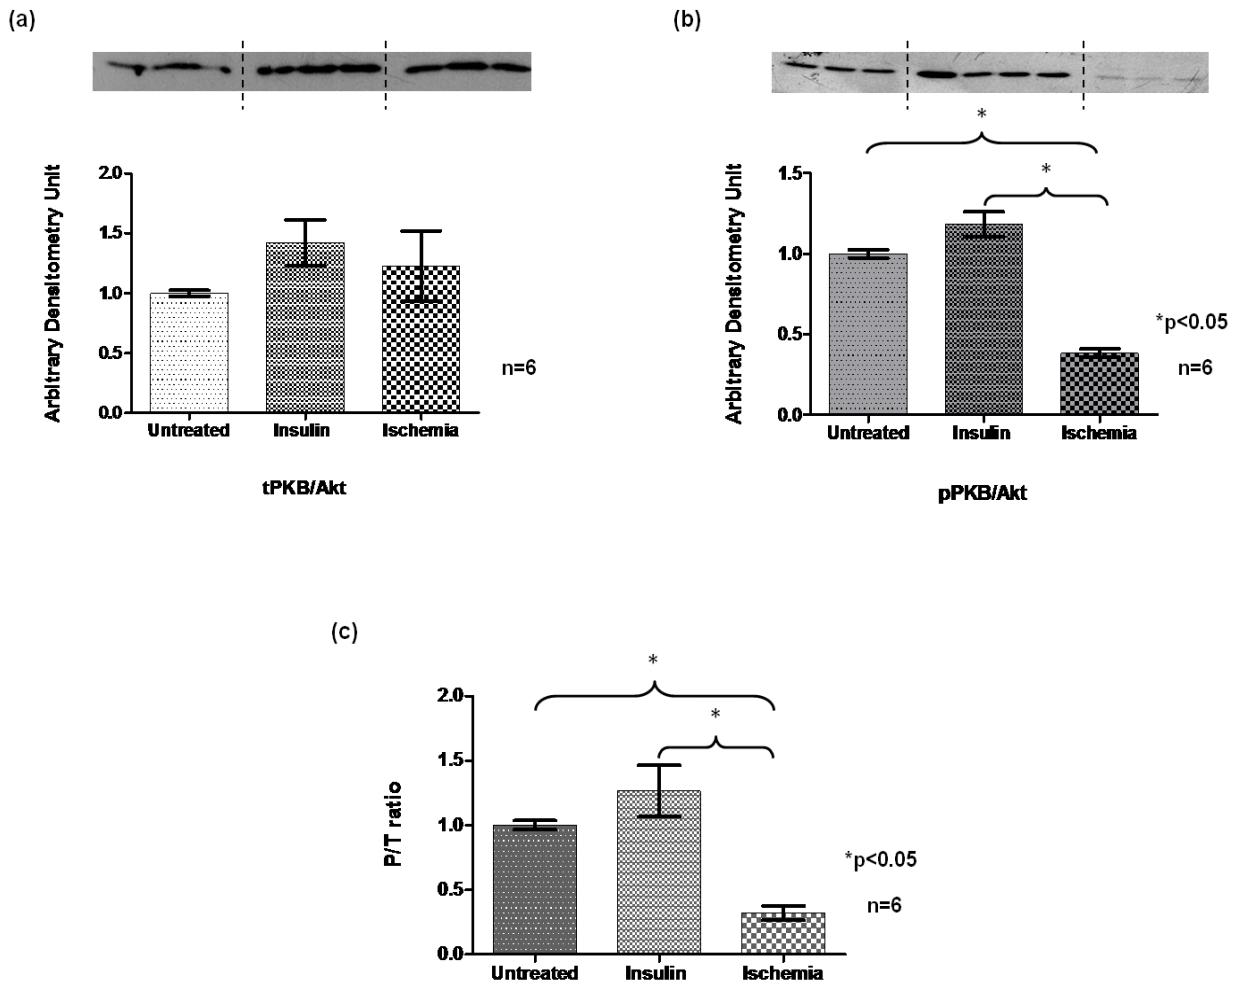 (a)
Arbitrary Densitometry Unit
2.0
1.5
1.0
0.5
0.0
Untreated Insulin Ischemia
tPKB/Akt
n=6
(b)
*
*
Arbitrary Densitometry Unit
1.5
1.0
0.5
0.0
Untreated Insulin Ischemia
pPKB/Akt
*p<0.05
n=6
(c)
*
*
P/T ratio
2.0
1.5
1.0
0.5
0.0
Untreated Insulin Ischemia
*p<0.05
n=6